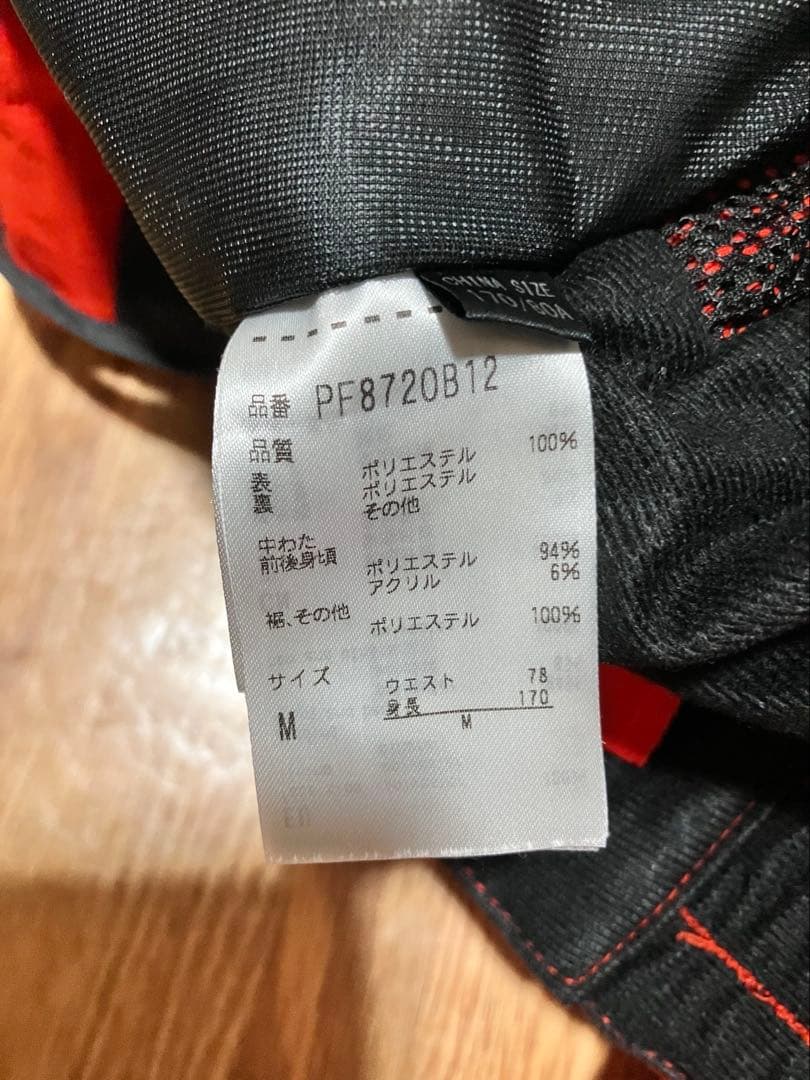 CHINA SIZE
170/60A
品番 PF8720B12
品質
表 ポリエステル 100%
裏 ポリエステル
その他
中わた
前後身頃 ポリエステル 94%
アクリル 6%
裾、その他 ポリエステル 100%
サイズ ウエスト 78
身長 170
M M